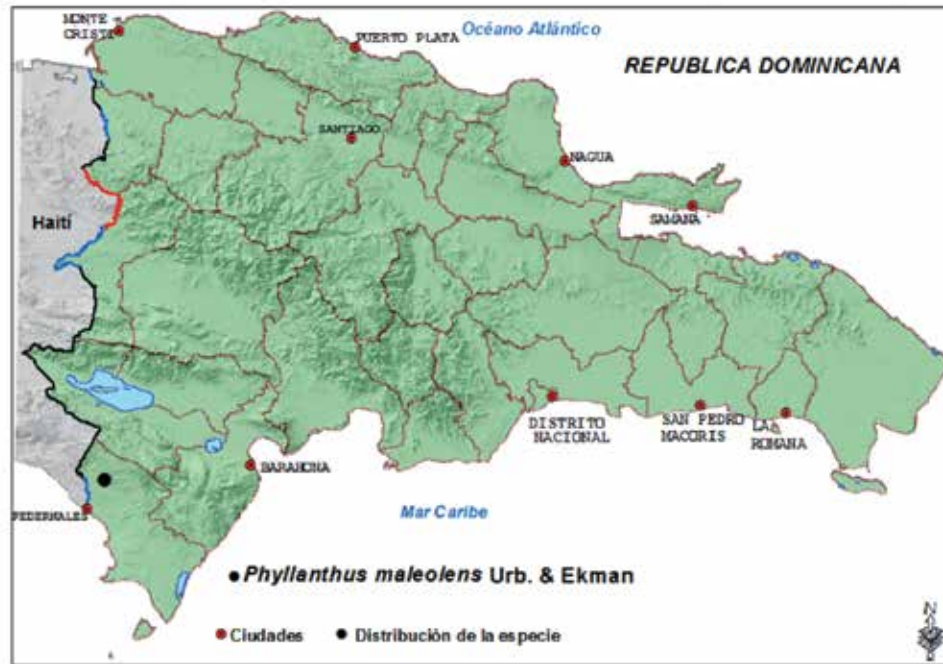 MONTE
CRISTI
PUERTO PLATA
Océano Atlántico
REPUBLICA DOMINICANA
SANTIAGO
NAGUA
SAMANA
Haití
DISTRITO
NACIONAL
SAN PEDRO
MACORIS
LA
ROMANA
BARAHONA
PEDERNALES
Mar Caribe
Phyllanthus maleolens Urb. & Ekman
Ciudades
Distribución de la especie
N